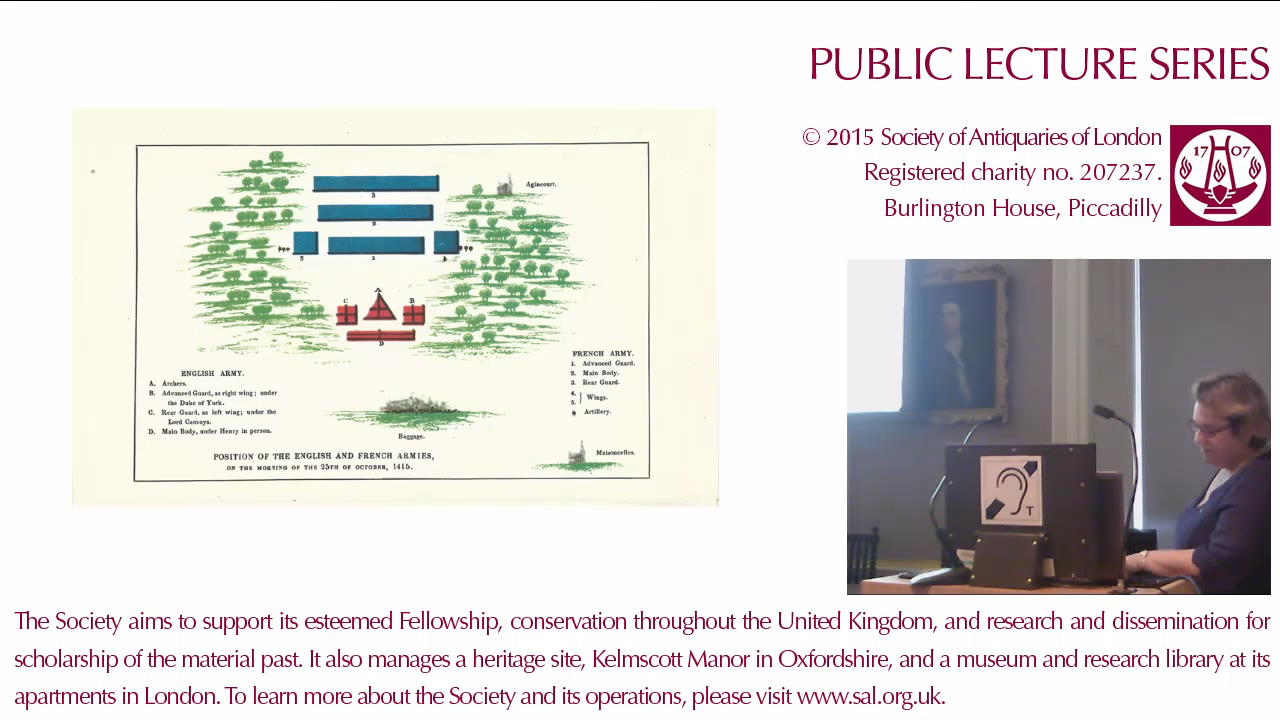 PUBLIC LECTURE SERIES
© 2015 Society of Antiquaries of London
Registered charity no. 207237.
Burlington House, Piccadilly
17 07
Agincourt.
3
2
5 1 4
A
C B
D
ENGLISH ARMY.
A. Archers.
B. Advanced Guard, as right wing; under
the Duke of York.
C. Rear Guard, as left wing; under the
Lord Camoys.
D. Main Body, under Henry in person.
FRENCH ARMY.
1. Advanced Guard.
2. Main Body.
3. Rear Guard.
4.
5. } Wings.
Artillery.
Baggage.
Maisoncelles.
POSITION OF THE ENGLISH AND FRENCH ARMIES,
ON THE MORNING OF THE 25TH OF OCTOBER, 1415.
T
The Society aims to support its esteemed Fellowship, conservation throughout the United Kingdom, and research and dissemination for
scholarship of the material past. It also manages a heritage site, Kelmscott Manor in Oxfordshire, and a museum and research library at its
apartments in London. To learn more about the Society and its operations, please visit www.sal.org.uk.